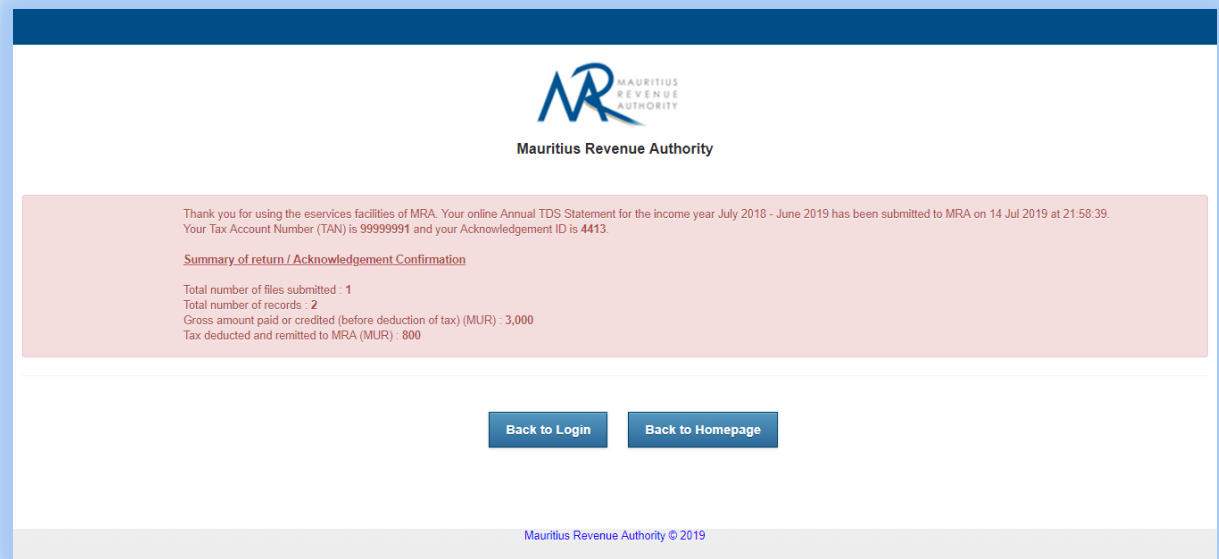 MAURITIUS
REVENUE
AUTHORITY
Mauritius Revenue Authority
Thank you for using the eservices facilities of MRA. Your online Annual TDS Statement for the income year July 2018 - June 2019 has been submitted to MRA on 14 Jul 2019 at 21:58:39.
Your Tax Account Number (TAN) is 99999991 and your Acknowledgement ID is 4413.
Summary of return / Acknowledgement Confirmation
Total number of files submitted : 1
Total number of records : 2
Gross amount paid or credited (before deduction of tax) (MUR) : 3,000
Tax deducted and remitted to MRA (MUR) : 800
Back to Login Back to Homepage
Mauritius Revenue Authority © 2019